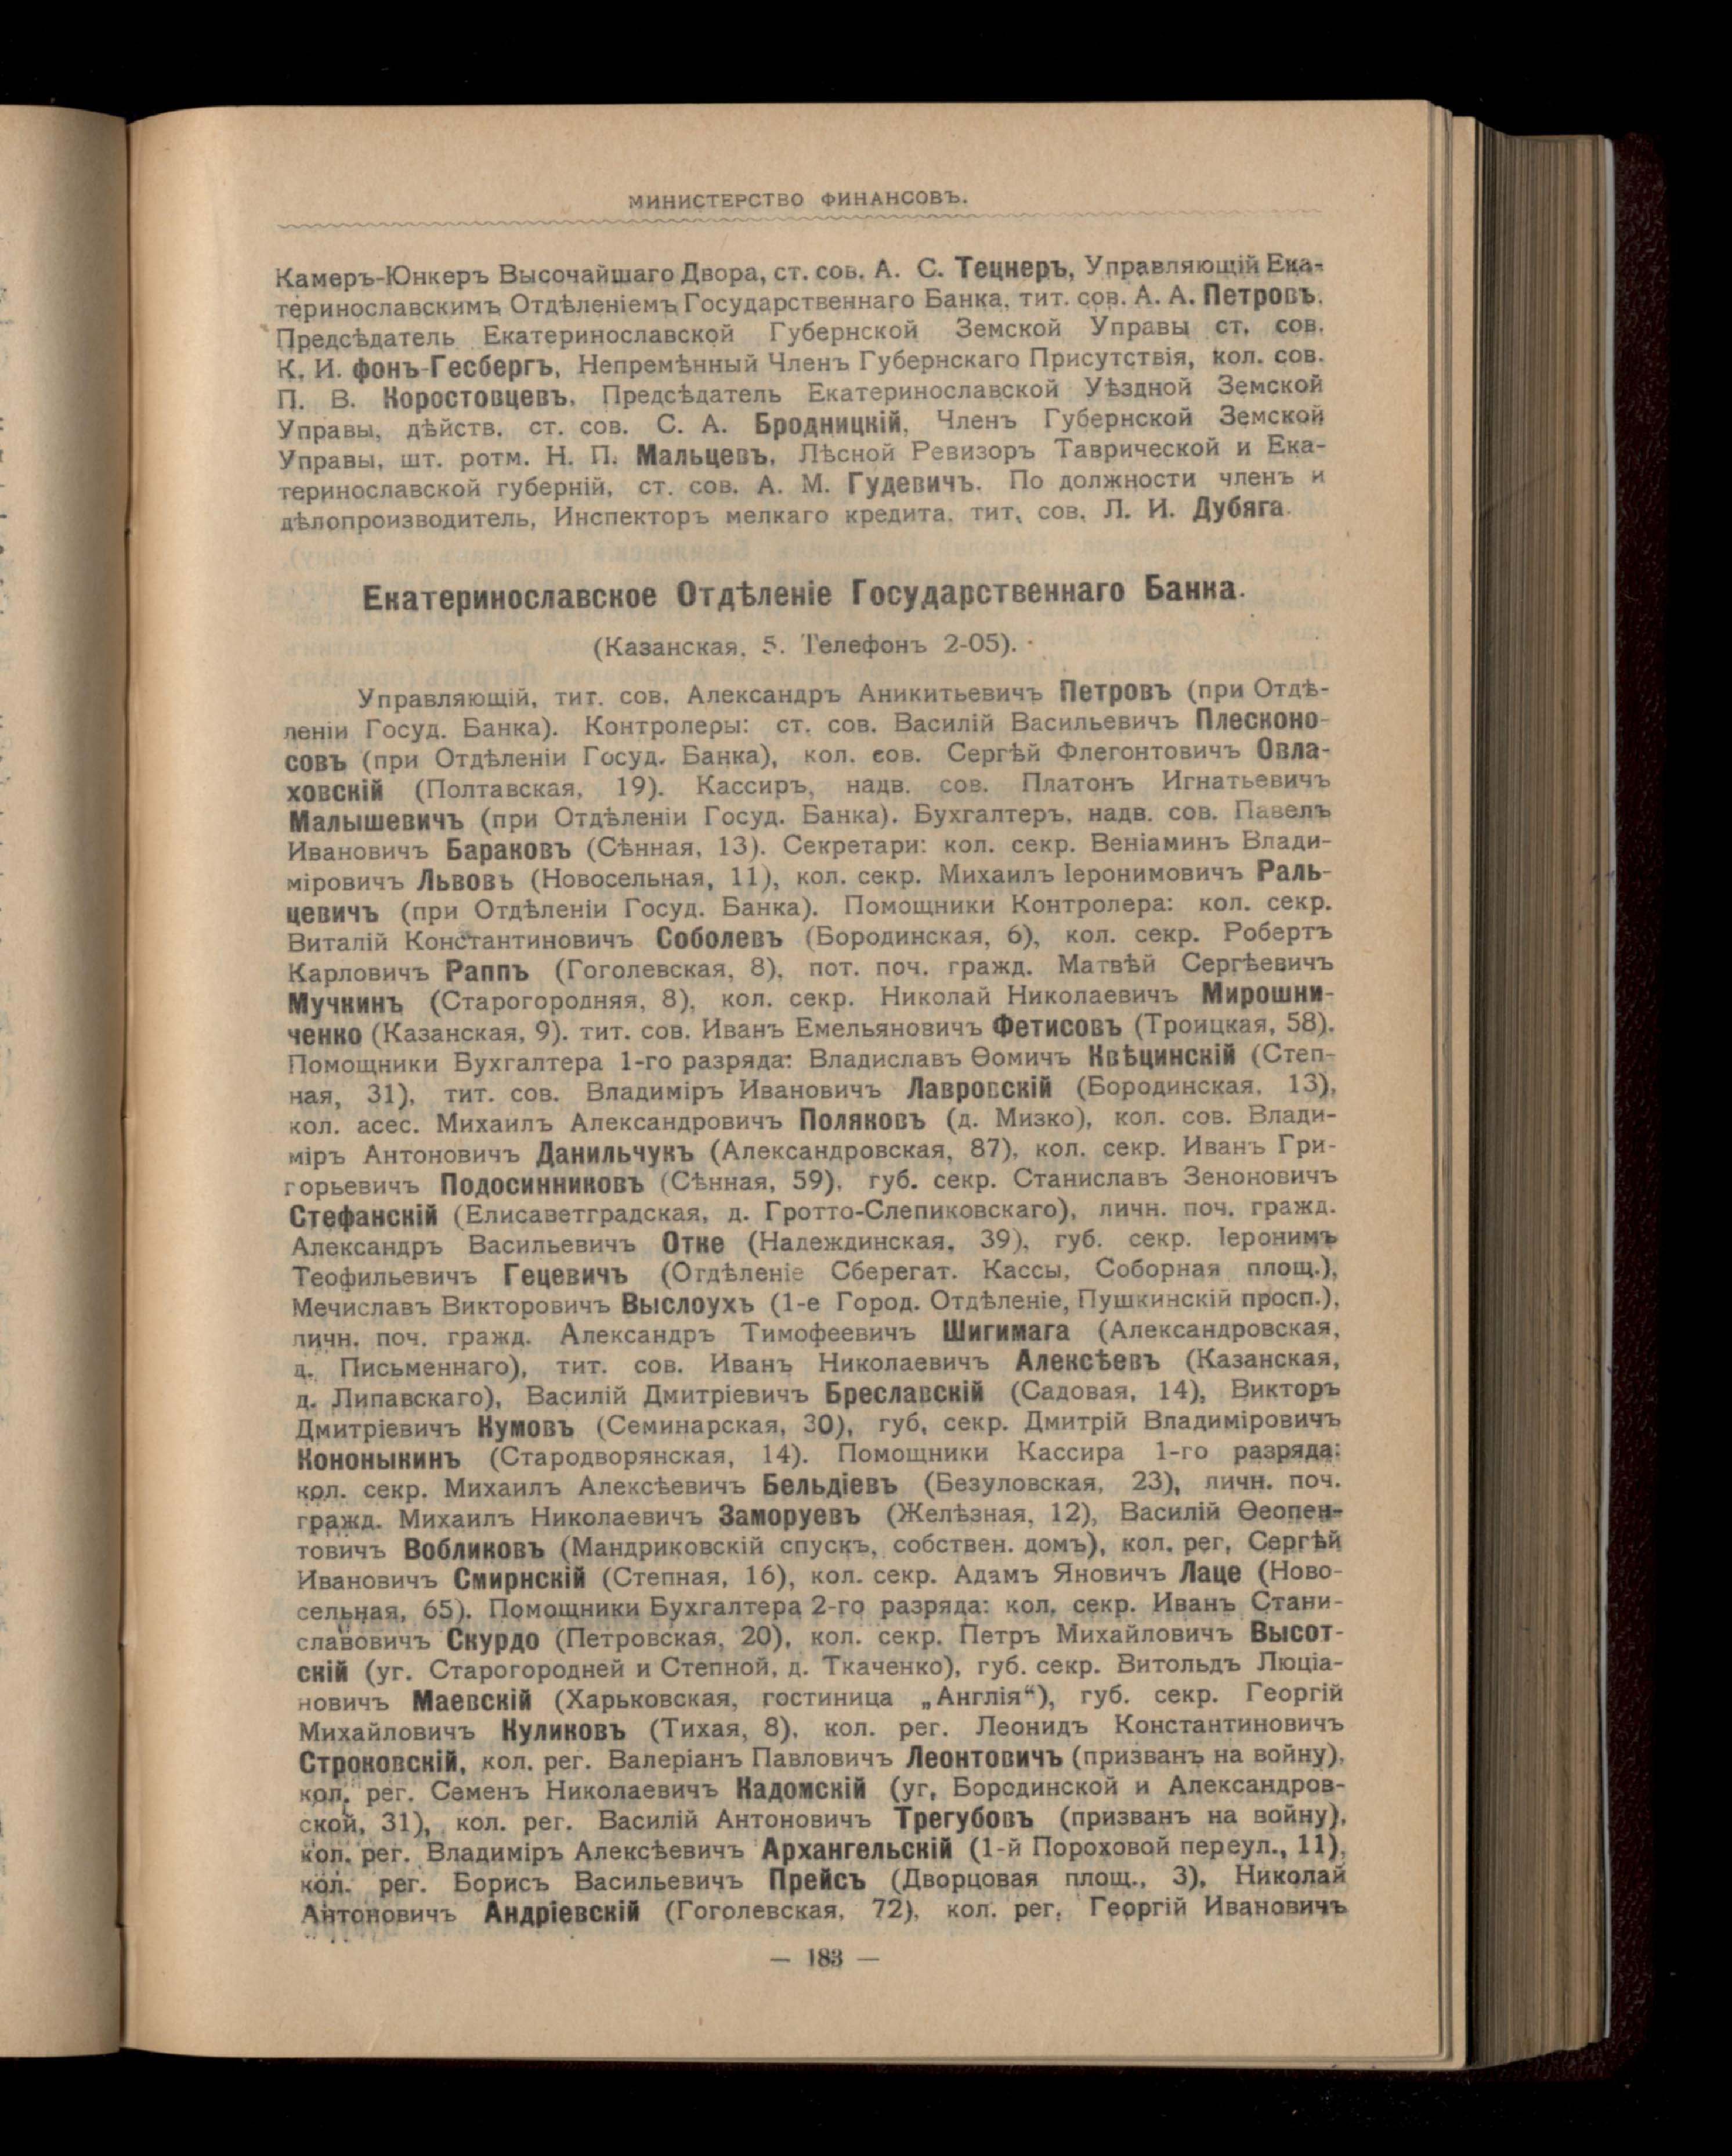 МИНИСТЕРСТВО ФИНАНСОВЪ.
Камеръ-Юнкеръ Высочайшаго Двора, ст. сов. А. С. Тецнеръ, Управляющій Ека-
теринославскимъ Отдѣленіемъ Государственнаго Банка, тит. сов. А. А. Петровъ.
Предсѣдатель Екатеринославской Губернской Земской Управы ст. сов.
К. И. фонъ-Гесбергъ, Непремѣнный Членъ Губернскаго Присутствія, кол. сов.
П. В. Коростовцевъ. Предсѣдатель Екатеринославской Уѣздной Земской
Управы, дѣйств. ст. сов. С. А. Бродницкій, Членъ Губернской Земской
Управы, шт. ротм. Н. П. Мальцевъ, Лѣсной Ревизоръ Таврической и Ека-
теринославской губерній, ст. сов. А. М. Гудевичъ. По должности членъ и
дѣлопроизводитель, Инспекторъ мелкаго кредита, тит. сов. Л. И. Дубяга.
Екатеринославское Отдѣленіе Государственнаго Банка.
(Казанская, 5. Телефонъ 2-05).
Управляющій, тит. сов. Александръ Аникитьевичъ Петровъ (при Отдѣ-
леніи Госуд. Банка). Контролеры: ст. сов. Василій Васильевичъ Плесконо-
совъ (при Отдѣленіи Госуд. Банка), кол. сов. Сергѣй Флегонтовичъ Овла-
ховскій (Полтавская, 19). Кассиръ, надв. сов. Платонъ Игнатьевичъ
Малышевичъ (при Отдѣленіи Госуд. Банка). Бухгалтеръ, надв. сов. Павелъ
Ивановичъ Бараковъ (Сѣнная, 13). Секретари: кол. секр. Веніаминъ Влади-
міровичъ Львовъ (Новосельная, 11), кол. секр. Михаилъ Іеронимовичъ Раль-
цевичъ (при Отдѣленіи Госуд. Банка). Помощники Контролера: кол. секр.
Виталій Константиновичъ Соболевъ (Бородинская, 6), кол. секр. Робертъ
Карловичъ Раппъ (Гоголевская, 8), пот. поч. гражд. Матвѣй Сергѣевичъ
Мучкинъ (Старогородняя, 8), кол. секр. Николай Николаевичъ Мирошни-
ченко (Казанская, 9). тит. сов. Иванъ Емельяновичъ Фетисовъ (Троицкая, 58).
Помощники Бухгалтера 1-го разряда: Владиславъ Ѳомичъ Квѣцинскій (Степ-
ная, 31), тит. сов. Владиміръ Ивановичъ Лавровскій (Бородинская, 13),
кол. асес. Михаилъ Александровичъ Поляковъ (д. Мизко), кол. сов. Влади-
міръ Антоновичъ Данильчукъ (Александровская, 87), кол. секр. Иванъ Гри-
горьевичъ Подосинниковъ (Сѣнная, 59), губ. секр. Станиславъ Зеноновичъ
Стефанскій (Елисаветградская, д. Гротто-Слепиковскаго), личн. поч. гражд.
Александръ Васильевичъ Отке (Надеждинская, 39), губ. секр. Іеронимъ
Теофильевичъ Гецевичъ (Отдѣленіе Сберегат. Кассы, Соборная площ.),
Мечиславъ Викторовичъ Выслоухъ (1-е Город. Отдѣленіе, Пушкинскій просп.),
личн. поч. гражд. Александръ Тимофеевичъ Шигимага (Александровская,
д. Письменнаго), тит. сов. Иванъ Николаевичъ Алексѣевъ (Казанская,
д. Липавскаго), Василій Дмитріевичъ Бреславскій (Садовая, 14), Викторъ
Дмитріевичъ Кумовъ (Семинарская, 30), губ, секр. Дмитрій Владиміровичъ
Кононыкинъ (Стародворянская, 14). Помощники Кассира 1-го разряда:
кол. секр. Михаилъ Алексѣевичъ Бельдіевъ (Безуловская, 23), личн. поч.
гражд. Михаилъ Николаевичъ Заморуевъ (Желѣзная, 12), Василій Ѳеопен-
товичъ Вобликовъ (Мандриковскій спускъ, собствен. домъ), кол. рег, Сергѣй
Ивановичъ Смирнскій (Степная, 16), кол. секр. Адамъ Яновичъ Лаце (Ново-
сельная, 65). Помощники Бухгалтера 2-го разряда: кол. секр. Иванъ Стани-
славовичъ Скурдо (Петровская, 20), кол. секр. Петръ Михайловичъ Высот-
скій (уг. Старогородней и Степной, д. Ткаченко), губ. секр. Витольдъ Люціа-
новичъ Маевскій (Харьковская, гостиница „Англія“), губ. секр. Георгій
Михайловичъ Куликовъ (Тихая, 8), кол. рег. Леонидъ Константиновичъ
Строковскій, кол. рег. Валеріанъ Павловичъ Леонтовичъ (призванъ на войну),
кол. рег. Семенъ Николаевичъ Кадомскій (уг, Бородинской и Александров-
ской, 31), кол. рег. Василій Антоновичъ Трегубовъ (призванъ на войну),
кол. рег. Владиміръ Алексѣевичъ Архангельскій (1-й Пороховой переул., 11),
кол. рег. Борисъ Васильевичъ Прейсъ (Дворцовая площ., 3), Николай
Антоновичъ Андріевскій (Гоголевская, 72), кол. рег. Георгій Ивановичъ
— 183 —